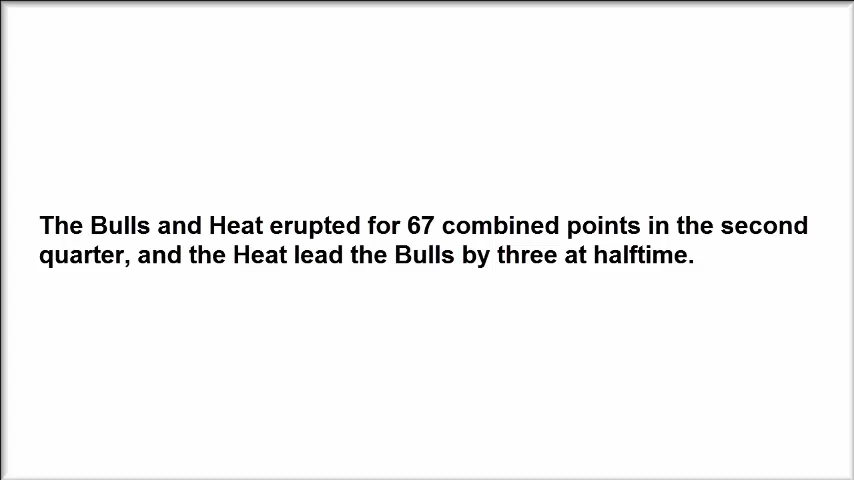 The Bulls and Heat erupted for 67 combined points in the second
quarter, and the Heat lead the Bulls by three at halftime.